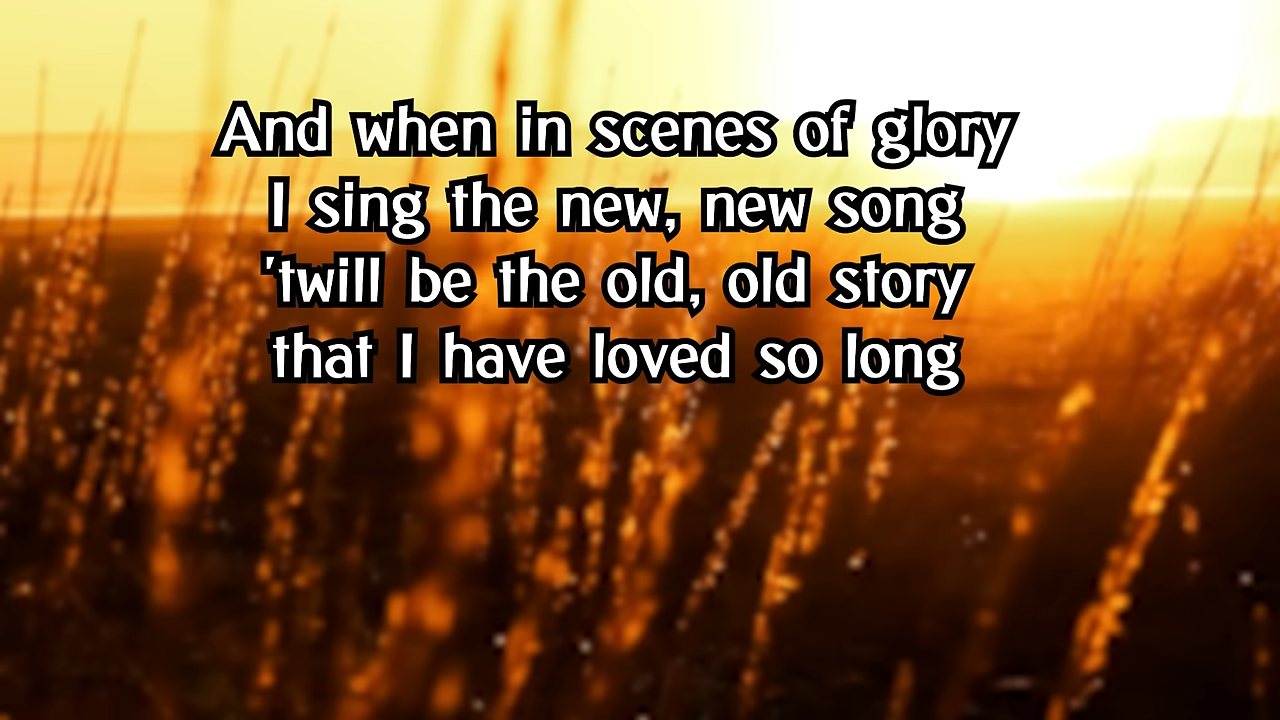 And when in scenes of glory
I sing the new, new song
'twill be the old, old story
that I have loved so long